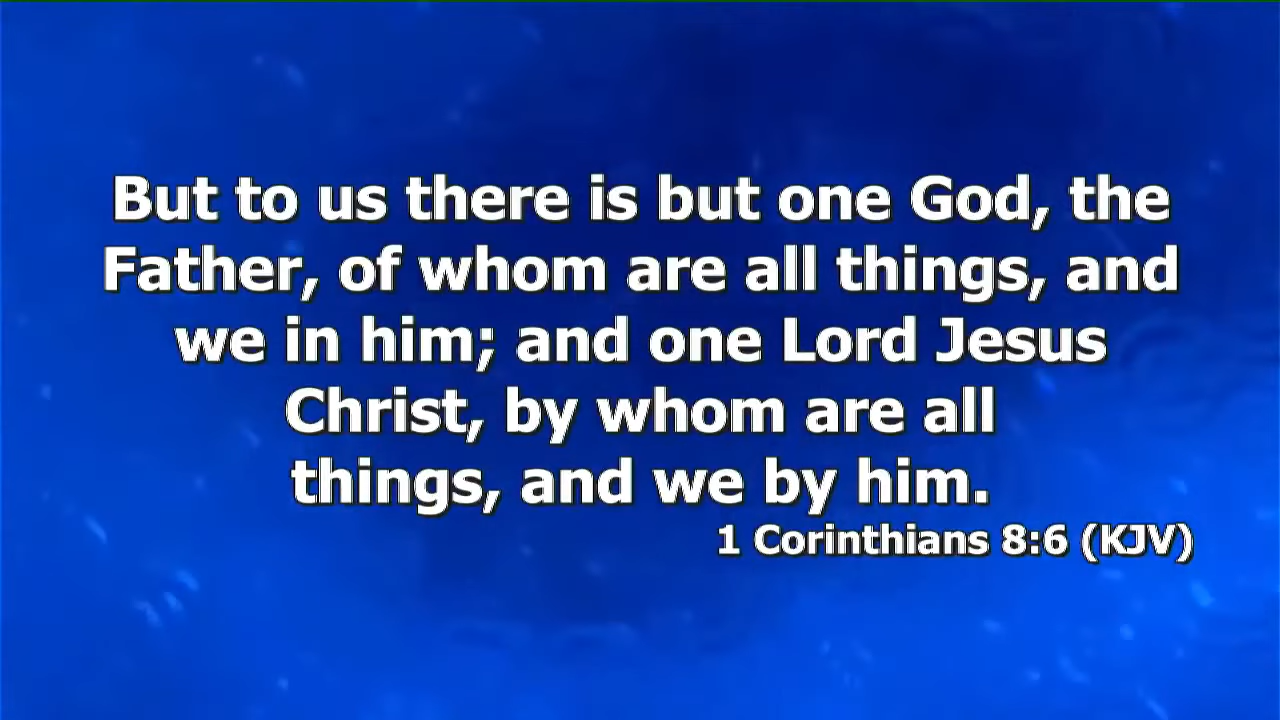 But to us there is but one God, the
Father, of whom are all things, and
we in him; and one Lord Jesus
Christ, by whom are all
things, and we by him.
1 Corinthians 8:6 (KJV)